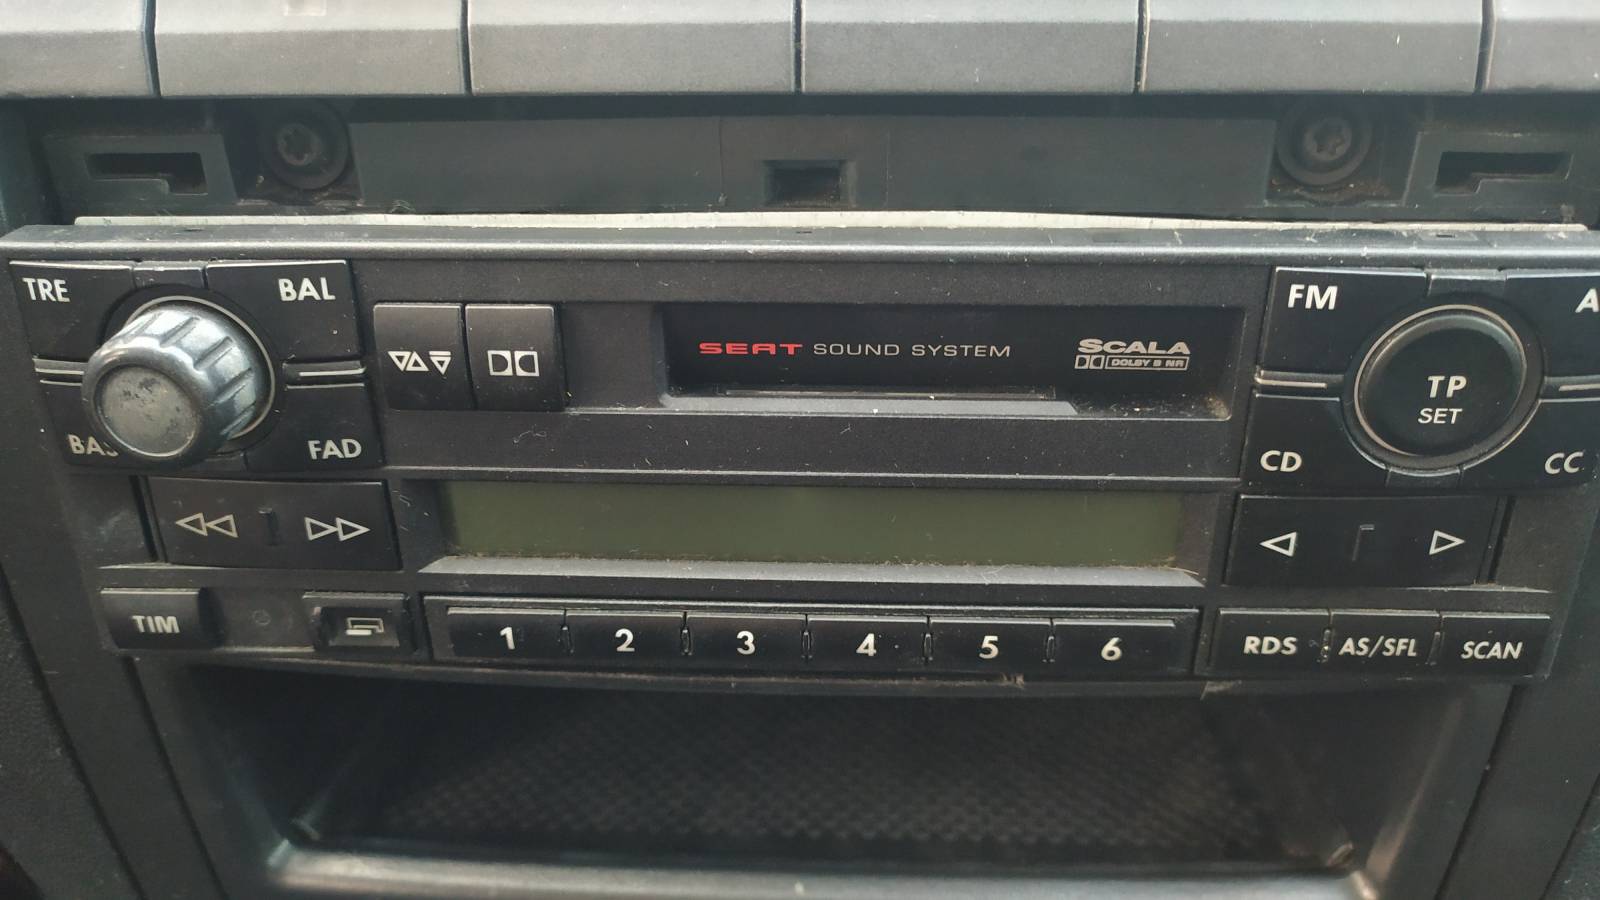 TRE
BAL
SEAT SOUND SYSTEM
SCALA
DOLBY B NR
FM
TP
SET
FAD
CD
CC
TIM
1
2
3
4
5
6
RDS
AS/SFL
SCAN